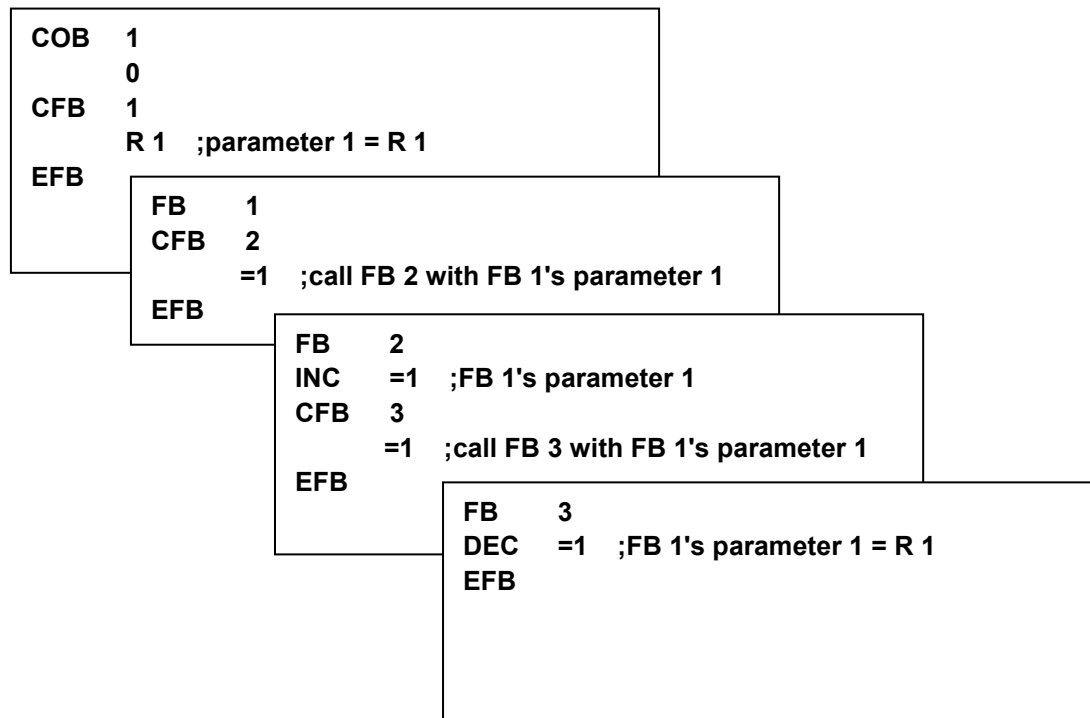 COB 1
0
CFB 1
R 1 ;parameter 1 = R 1
EFB
FB 1
CFB 2
=1 ;call FB 2 with FB 1's parameter 1
EFB
FB 2
INC =1 ;FB 1's parameter 1
CFB 3
=1 ;call FB 3 with FB 1's parameter 1
EFB
FB 3
DEC =1 ;FB 1's parameter 1 = R 1
EFB